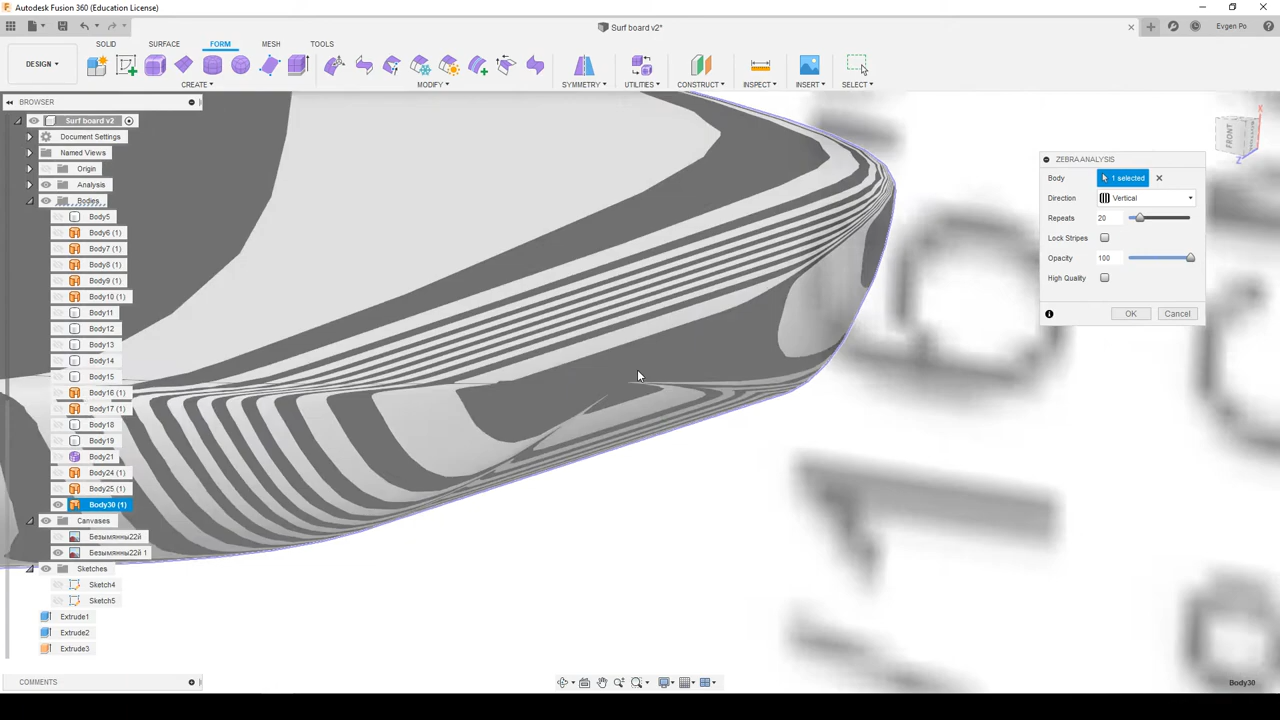 Autodesk Fusion 360 (Education License)
Surf board v2*
Evgen Po
DESIGN
SOLID SURFACE FORM MESH TOOLS
CREATE MODIFY SYMMETRY UTILITIES CONSTRUCT INSPECT INSERT SELECT
BROWSER
Surf board v2
Document Settings
Named Views
Origin
Analysis
Bodies
Body5
Body6 (1)
Body7 (1)
Body8 (1)
Body9 (1)
Body10 (1)
Body11
Body12
Body13
Body14
Body15
Body16 (1)
Body17 (1)
Body18
Body19
Body21
Body24 (1)
Body25 (1)
Body30 (1)
Canvases
Безымянны22й
Безымянны22й 1
Sketches
Sketch4
Sketch5
Extrude1
Extrude2
Extrude3
COMMENTS
FRONT
X
Z
ZEBRA ANALYSIS
Body 1 selected
Direction Vertical
Repeats 20
Lock Stripes
Opacity 100
High Quality
OK Cancel
Body30